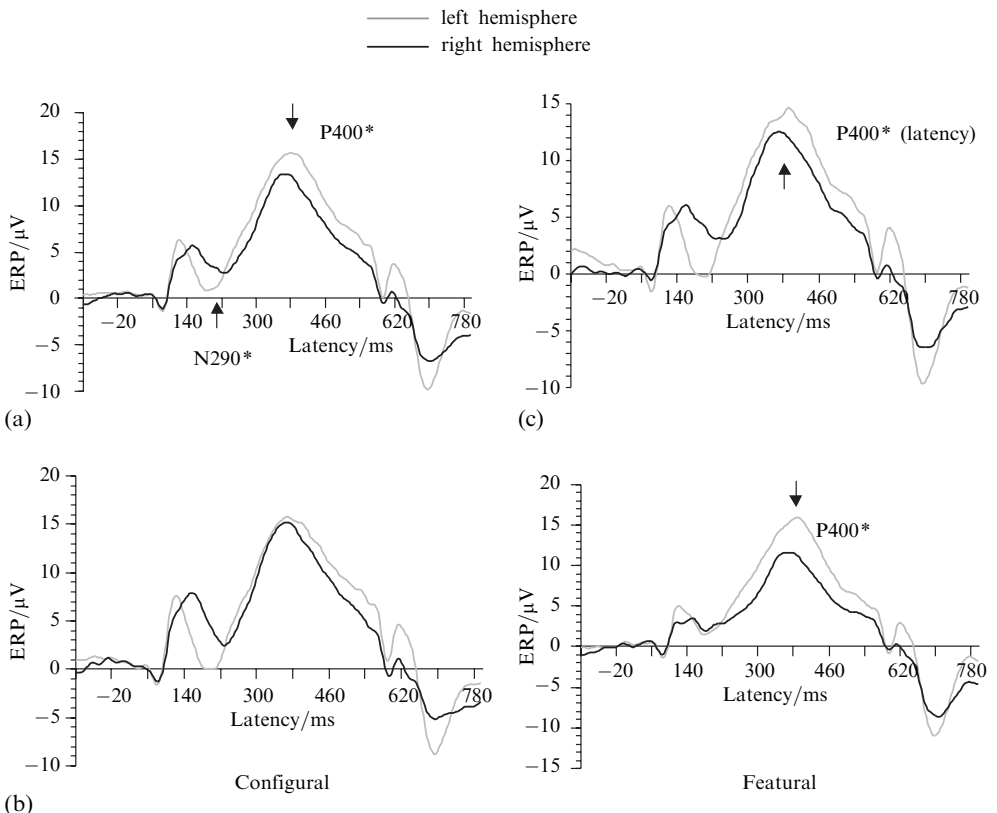 left hemisphere
right hemisphere
20
15
10
5
0
−5
−10
ERP/μV
P400*
N290*
−20 140 300 460 620 780
Latency/ms
(a)
15
10
5
0
−5
−10
ERP/μV
P400* (latency)
−20 140 300 460 620 780
Latency/ms
(c)
20
15
10
5
0
−5
−10
ERP/μV
−20 140 300 460 620 780
Latency/ms
Configural
(b)
20
15
10
5
0
−5
−10
−15
ERP/μV
P400*
−20 140 300 460 620 780
Latency/ms
Featural